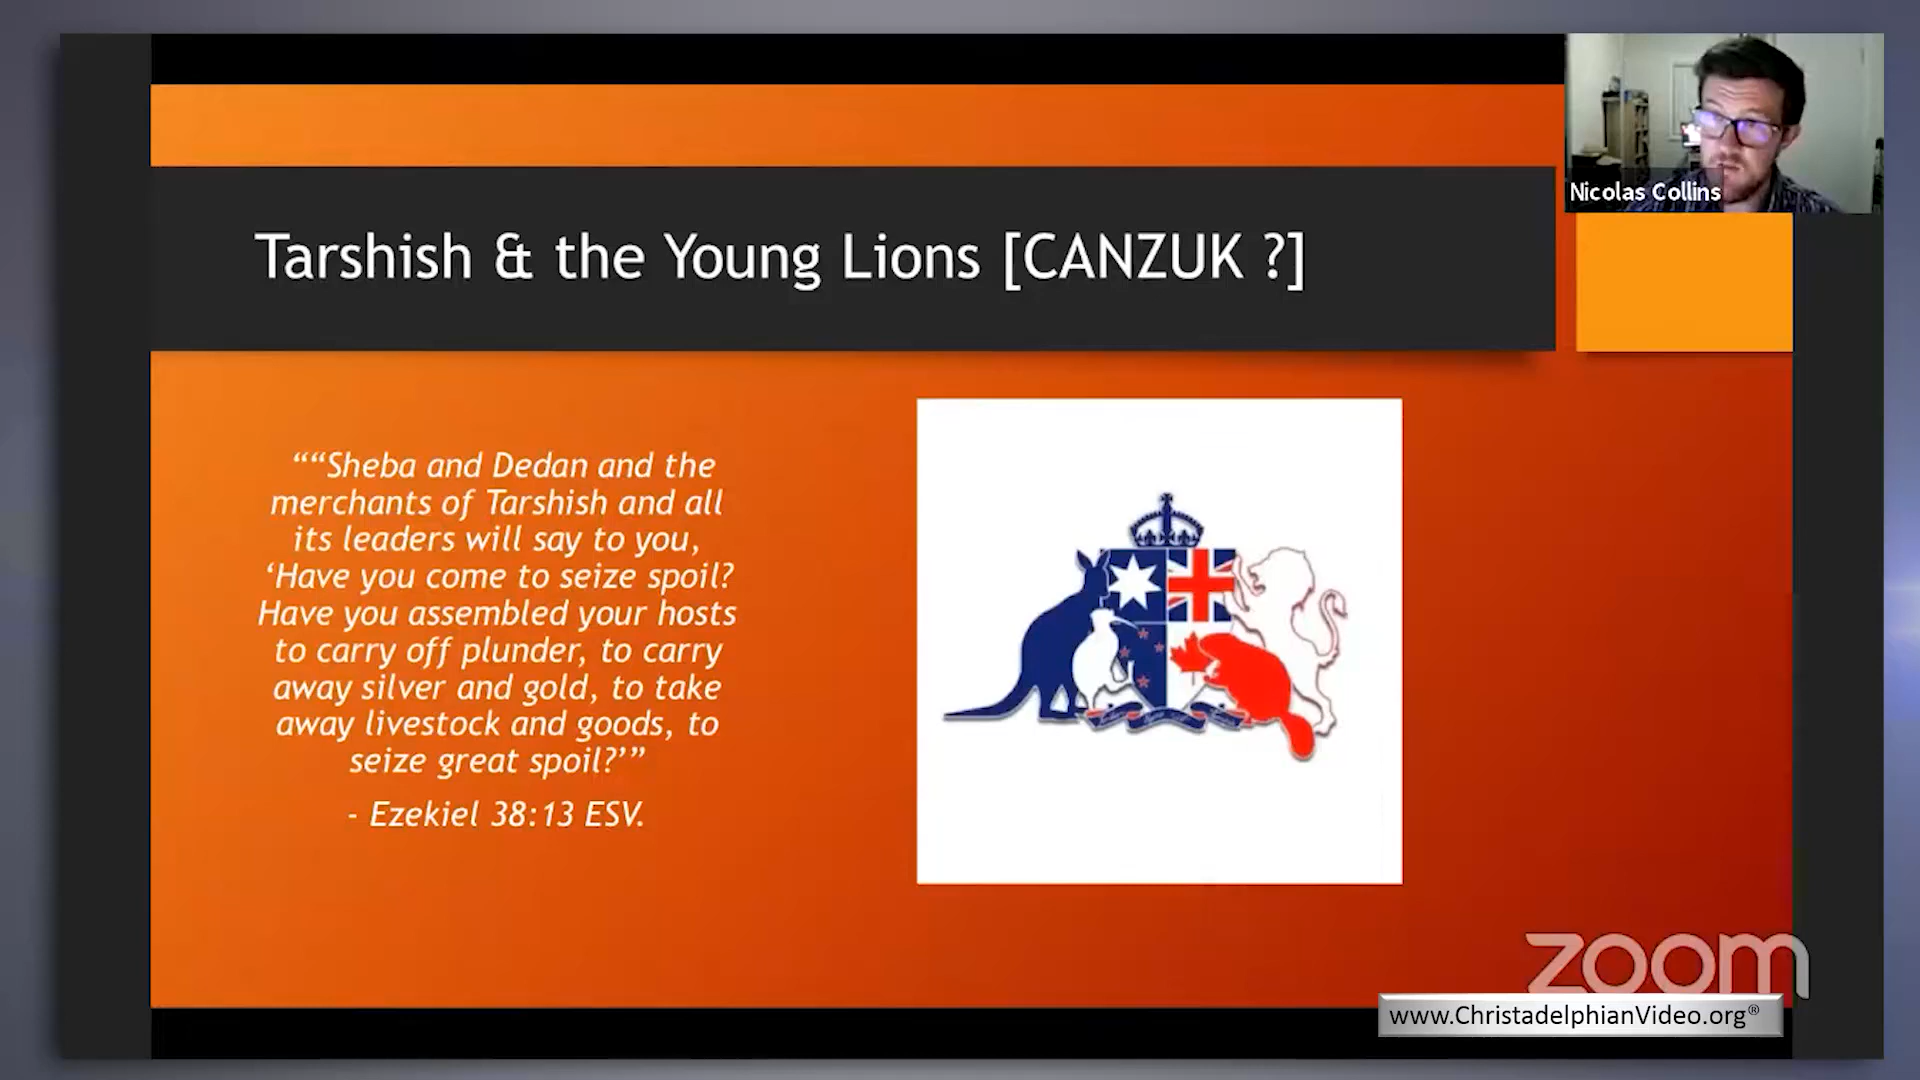 Nicolas Collins
Tarshish & the Young Lions [CANZUK ?]
““Sheba and Dedan and the
merchants of Tarshish and all
its leaders will say to you,
‘Have you come to seize spoil?
Have you assembled your hosts
to carry off plunder, to carry
away silver and gold, to take
away livestock and goods, to
seize great spoil?’”
- Ezekiel 38:13 ESV.
zoom
www.ChristadelphianVideo.org®